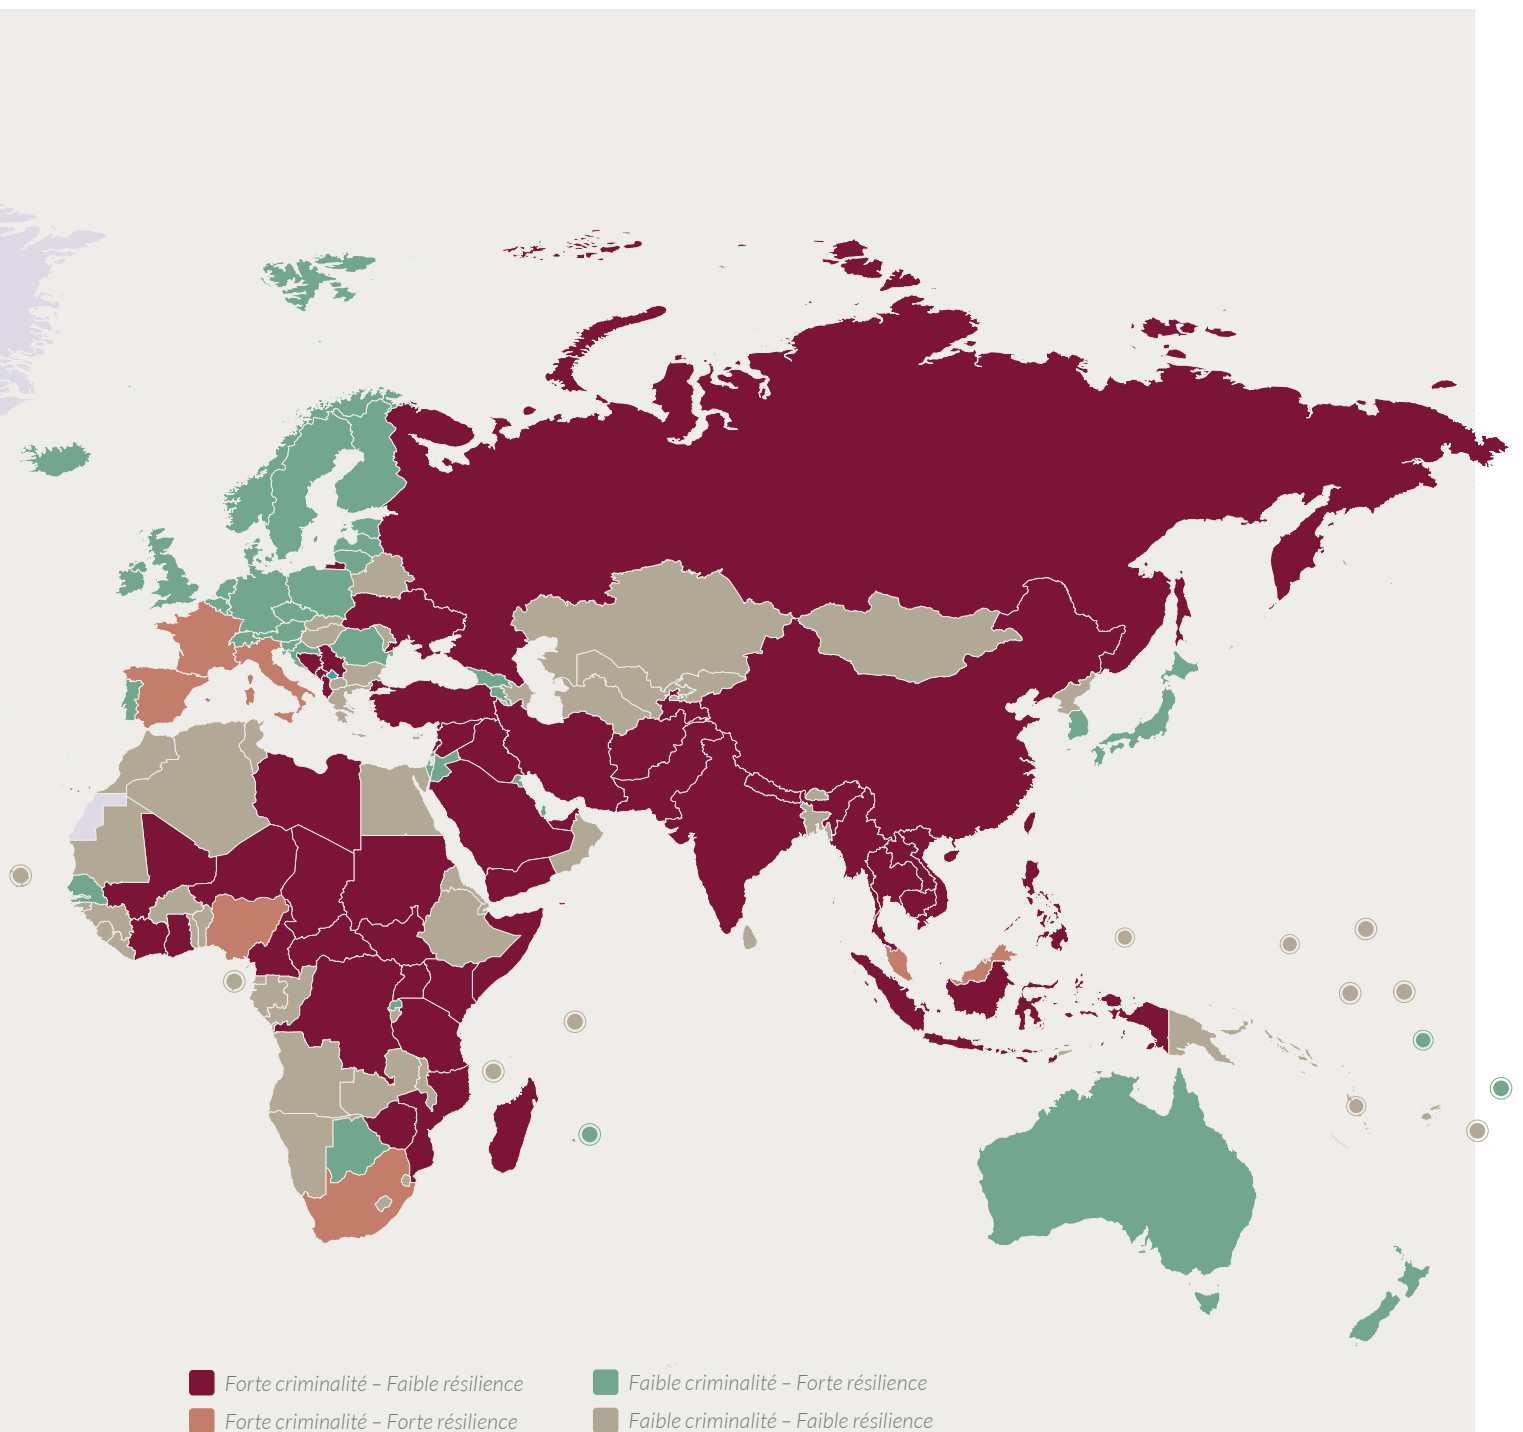 Forte criminalité – Faible résilience
Faible criminalité – Forte résilience
Forte criminalité – Forte résilience
Faible criminalité – Faible résilience